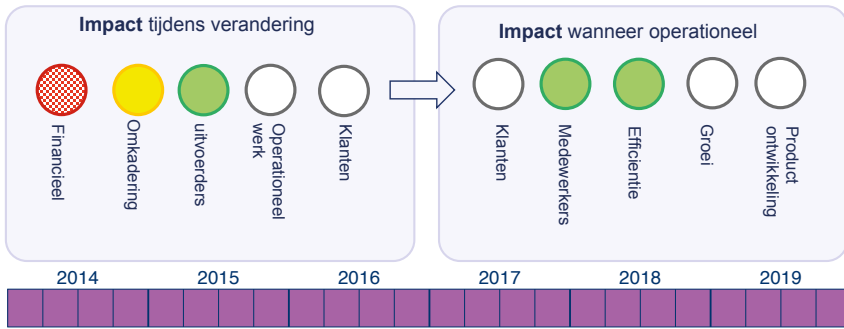 Impact tijdens verandering
Financieel
Omkadering
uitvoerders
Operationeel
werk
Klanten
Impact wanneer operationeel
Klanten
Medewerkers
Efficientie
Groei
Product
ontwikkeling
2014 2015 2016 2017 2018 2019